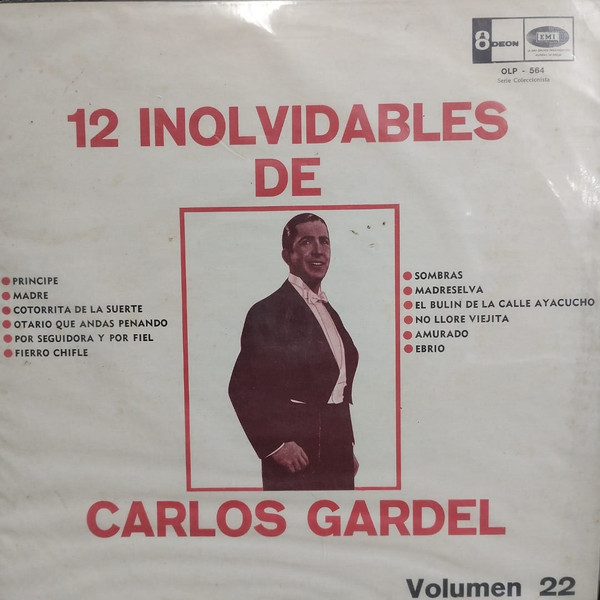 ODEON
EMI
OLP - 564
Serie Coleccionista
12 INOLVIDABLES
DE
PRINCIPE
MADRE
COTORRITA DE LA SUERTE
OTARIO QUE ANDAS PENANDO
POR SEGUIDORA Y POR FIEL
FIERRO CHIFLE
SOMBRAS
MADRESELVA
EL BULIN DE LA CALLE AYACUCHO
NO LLORE VIEJITA
AMURADO
EBRIO
CARLOS GARDEL
Volumen 22